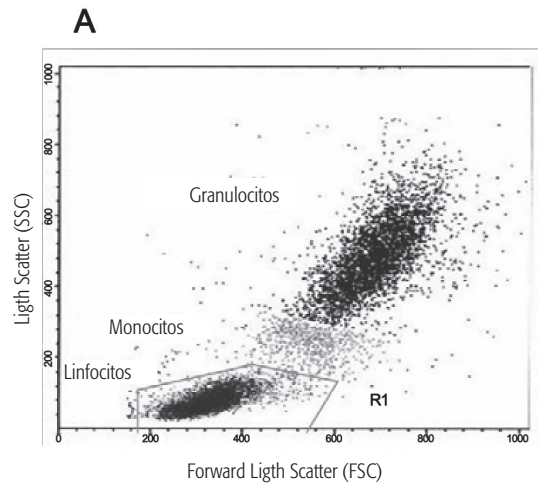 A
1000
800
600
400
200
Ligth Scatter (SSC)
Granulocitos
Monocitos
Linfocitos
R1
0
200
400
600
800
1000
Forward Ligth Scatter (FSC)